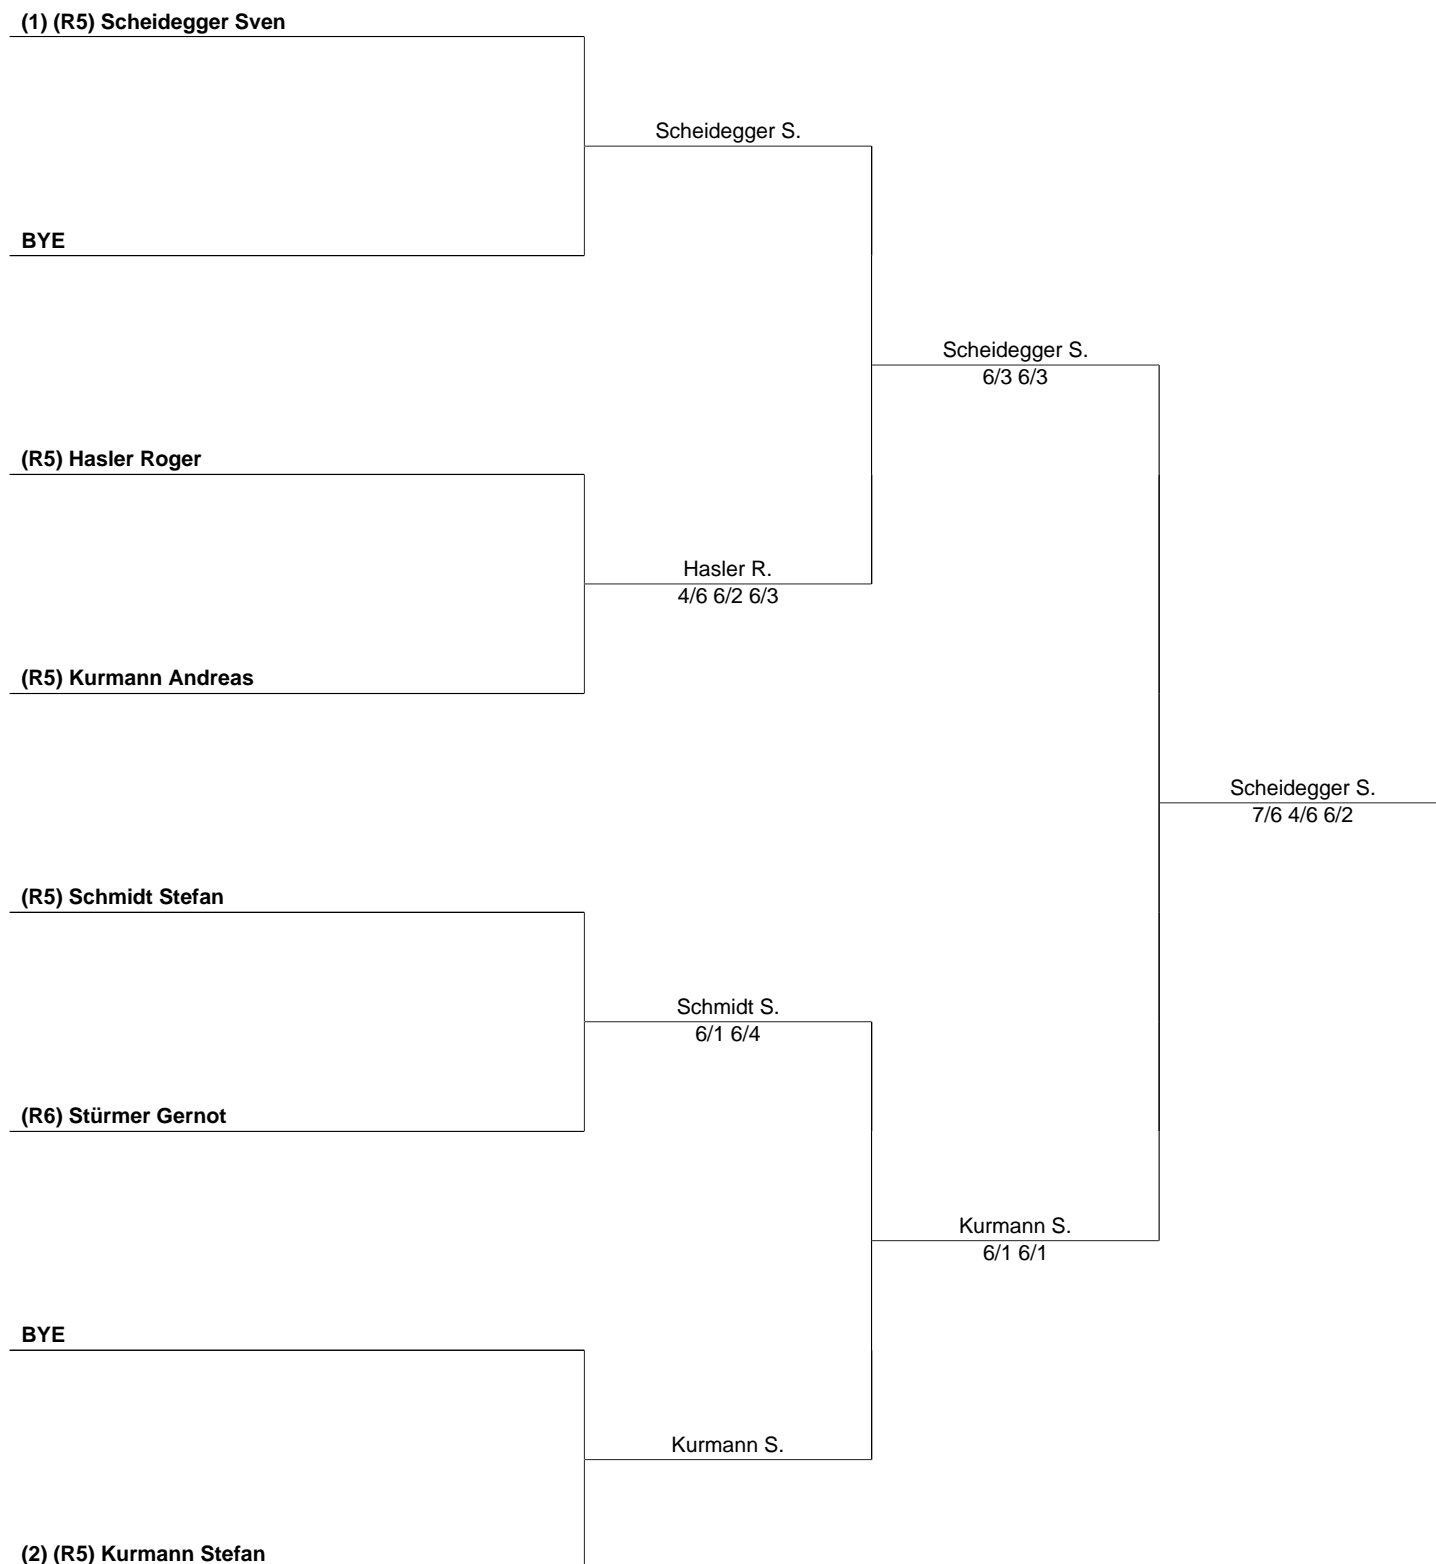 (1) (R5) Scheidegger Sven
Scheidegger S.
BYE
Scheidegger S.
6/3 6/3
(R5) Hasler Roger
Hasler R.
4/6 6/2 6/3
(R5) Kurmann Andreas
Scheidegger S.
7/6 4/6 6/2
(R5) Schmidt Stefan
Schmidt S.
6/1 6/4
(R6) Stürmer Gernot
Kurmann S.
6/1 6/1
BYE
Kurmann S.
(2) (R5) Kurmann Stefan